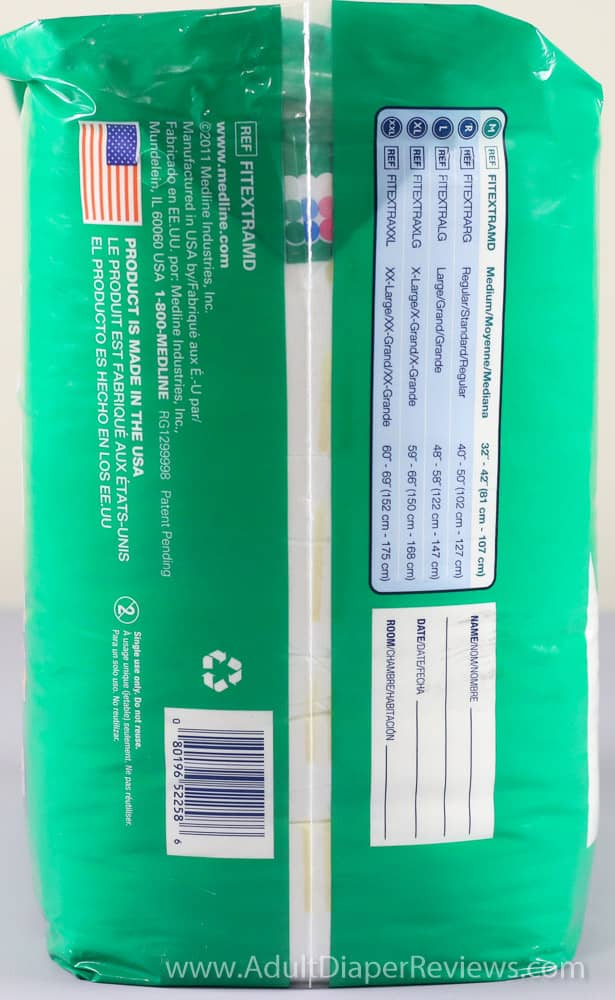 M REF FITEXTRAMD Medium/Moyenne/Mediana 32" - 42" (81 cm - 107 cm)
R REF FITEXTRARG Regular/Standard/Regular 40" - 50" (102 cm - 127 cm)
L REF FITEXTRALG Large/Grand/Grande 48" - 58" (122 cm - 147 cm)
XL REF FITEXTRAXLG X-Large/X-Grand/X-Grande 59" - 66" (150 cm - 168 cm)
XXL REF FITEXTRAXXL XX-Large/XX-Grand/XX-Grande 60" - 69" (152 cm - 175 cm)
NAME/NOM/NOMBRE
DATE/DATE/FECHA
ROOM/CHAMBRE/HABITACIÓN
REF FITEXTRAMD
www.medline.com
©2011 Medline Industries, Inc.
Manufactured in USA by/Fabriqué aux É.-U par/
Fabricado en EE.UU, por: Medline Industries, Inc.,
Mundelein, IL 60060 USA 1-800-MEDLINE RG1299998 Patent Pending
PRODUCT IS MADE IN THE USA
LE PRODUIT EST FABRIQUÉ AUX ÉTATS-UNIS
EL PRODUCTO ES HECHO EN LOS EE.UU
2
Single use only. Do not reuse.
À usage unique (jetable) seulement. Ne pas réutiliser.
Para un solo uso. No reutilizar.
0 80196 52258 6
www.AdultDiaperReviews.com